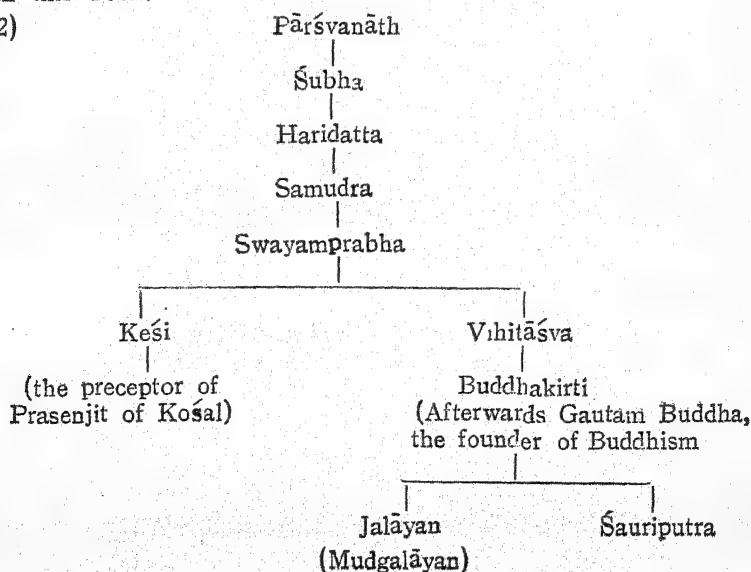 2)
Pārśvanāth
Śubha
Haridatta
Samudra
Swayamprabha
Keśi
Vıhitāśva
(the preceptor of
Prasenjit of Kośal)
Buddhakirti
(Afterwards Gautam Buddha,
the founder of Buddhism
Jalāyan
Śauriputra
(Mudgalāyan)